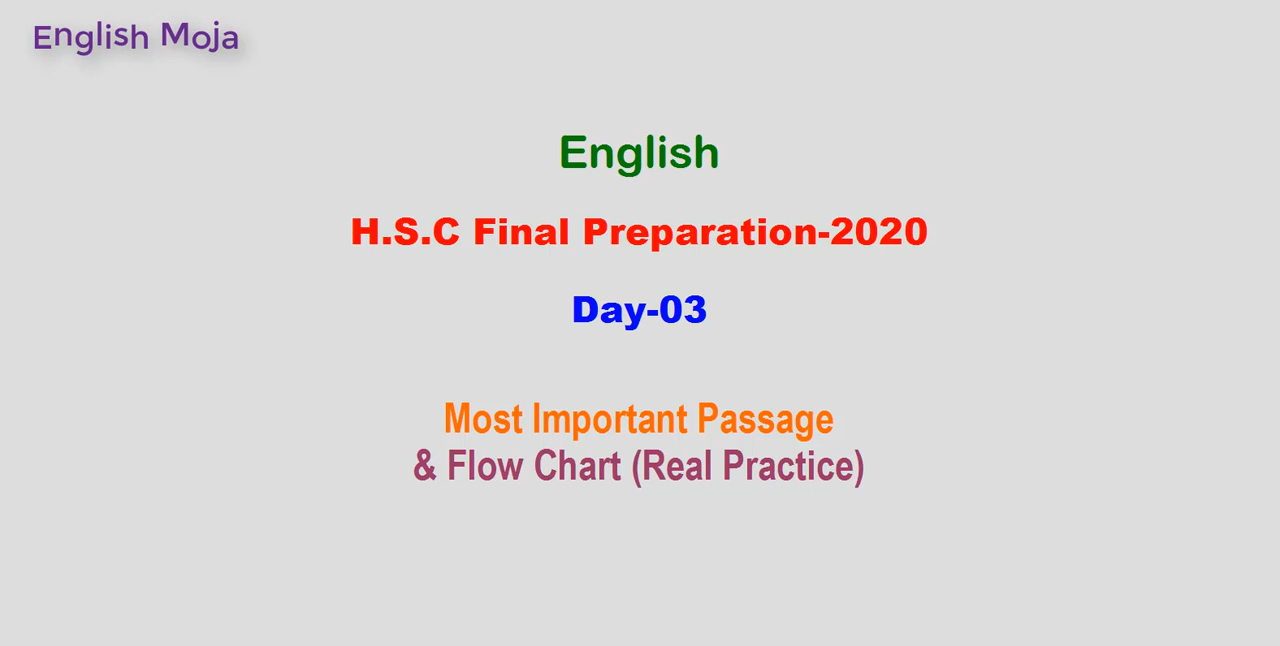 English Moja
English
H.S.C Final Preparation-2020
Day-03
Most Important Passage
& Flow Chart (Real Practice)